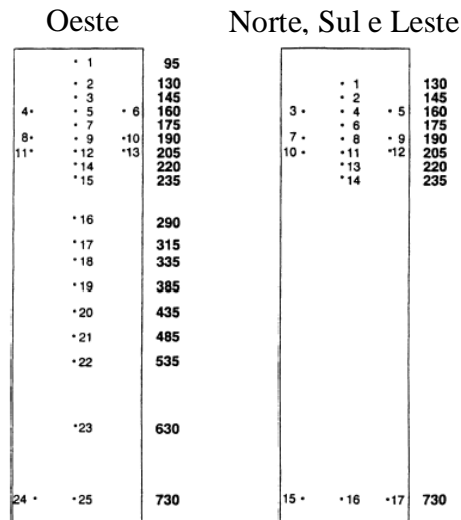 Oeste
Norte, Sul e Leste
1 95
2 130
3 145
4 5 6 160
7 175
8 9 10 190
11 12 13 205
14 220
15 235
16 290
17 315
18 335
19 385
20 435
21 485
22 535
23 630
24 25 730
1 130
2 145
3 4 5 160
6 175
7 8 9 190
10 11 12 205
13 220
14 235
15 16 17 730